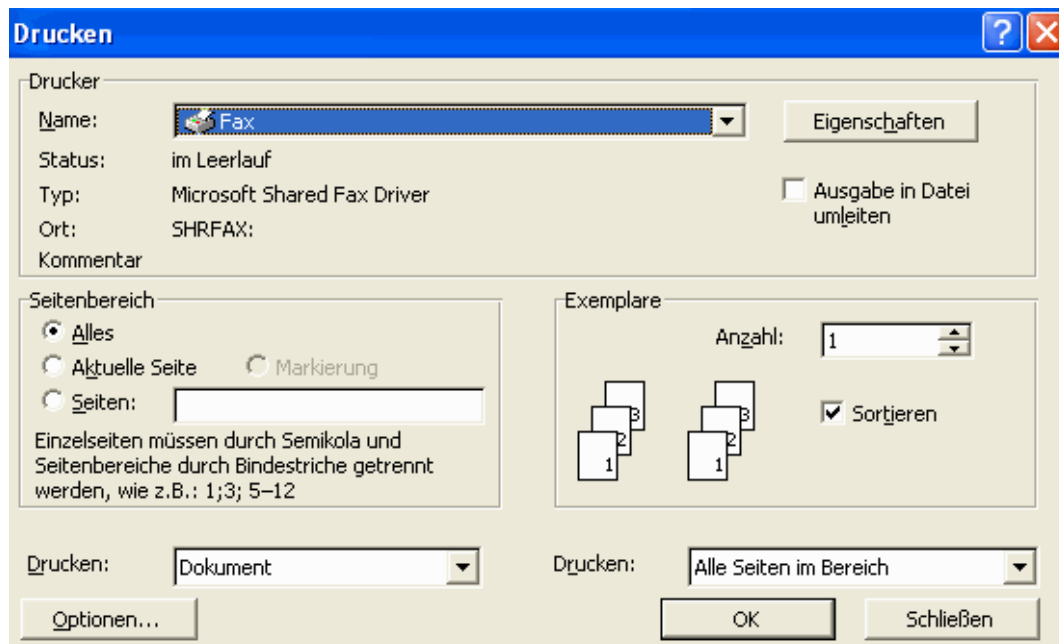 Drucken
Drucker
Name: Fax Eigenschaften
Status: im Leerlauf
Typ: Microsoft Shared Fax Driver
Ausgabe in Datei
umleiten
Ort: SHRFAX:
Kommentar
Seitenbereich
Alles
Aktuelle Seite Markierung
Seiten:
Einzelseiten müssen durch Semikola und
Seitenbereiche durch Bindestriche getrennt
werden, wie z.B.: 1;3; 5–12
Exemplare
Anzahl: 1
3 3
2 2
1 1
Sortieren
Drucken: Dokument
Drucken: Alle Seiten im Bereich
Optionen... OK Schließen